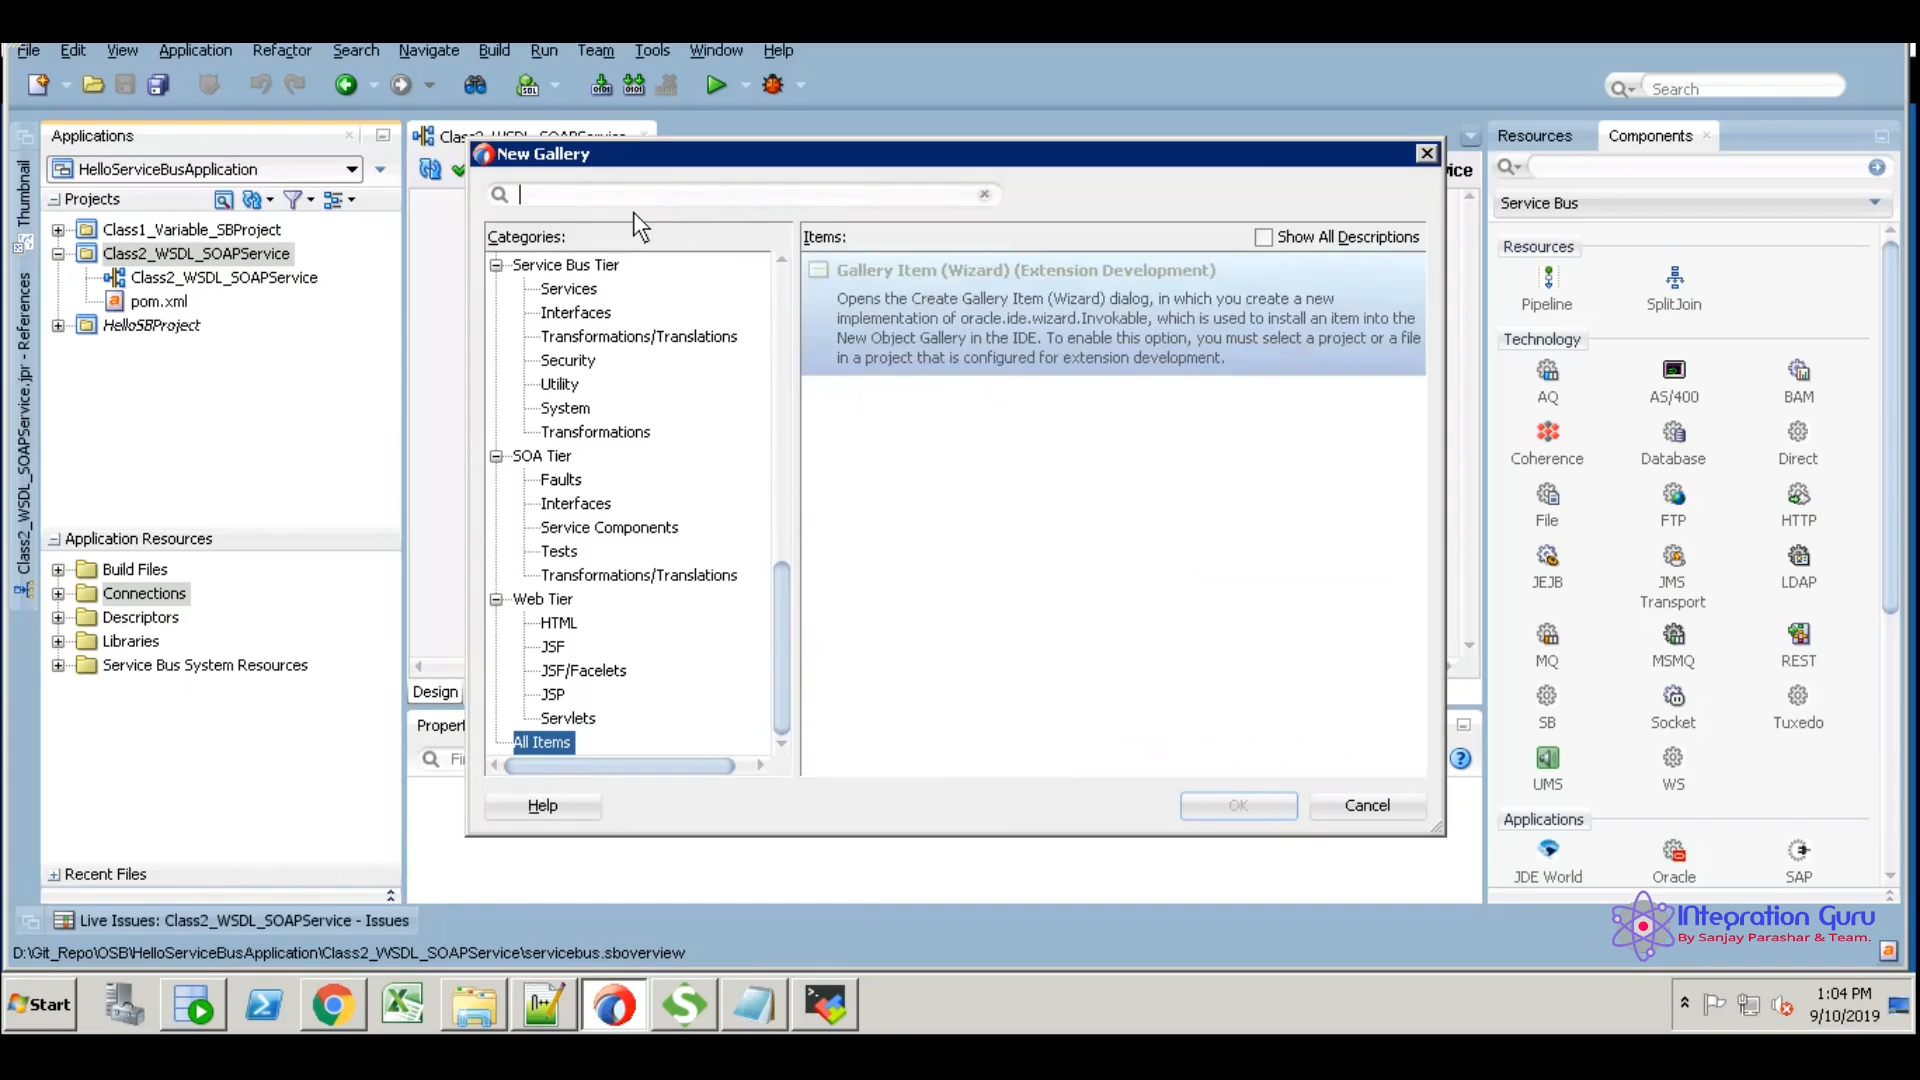 File Edit View Application Refactor Search Navigate Build Run Team Tools Window Help
Search
Applications
HelloServiceBusApplication
Projects
Class1_Variable_SBProject
Class2_WSDL_SOAPService
Class2_WSDL_SOAPService
pom.xml
HelloSBProject
Application Resources
Build Files
Connections
Descriptors
Libraries
Service Bus System Resources
Recent Files
Thumbnail
Class2_WSDL_SOAPService.jpr - References
Class2_WSDL_SOAPService
Design
Propert
Fi
New Gallery
Categories:
Service Bus Tier
Services
Interfaces
Transformations/Translations
Security
Utility
System
Transformations
SOA Tier
Faults
Interfaces
Service Components
Tests
Transformations/Translations
Web Tier
HTML
JSF
JSF/Facelets
JSP
Servlets
All Items
Items:
Show All Descriptions
Gallery Item (Wizard) (Extension Development)
Opens the Create Gallery Item (Wizard) dialog, in which you create a new
implementation of oracle.ide.wizard.Invokable, which is used to install an item into the
New Object Gallery in the IDE. To enable this option, you must select a project or a file
in a project that is configured for extension development.
Help
OK
Cancel
vice
Resources
Components
Service Bus
Resources
Pipeline
SplitJoin
Technology
AQ
AS/400
BAM
Coherence
Database
Direct
File
FTP
HTTP
JEJB
JMS
Transport
LDAP
MQ
MSMQ
REST
SB
Socket
Tuxedo
UMS
WS
Applications
JDE World
Oracle
SAP
Live Issues: Class2_WSDL_SOAPService - Issues
D:\Git_Repo\OSB\HelloServiceBusApplication\Class2_WSDL_SOAPService\servicebus.sboverview
INtegration Guru
By Sanjay Parashar & Team.
Start
1:04 PM
9/10/2019